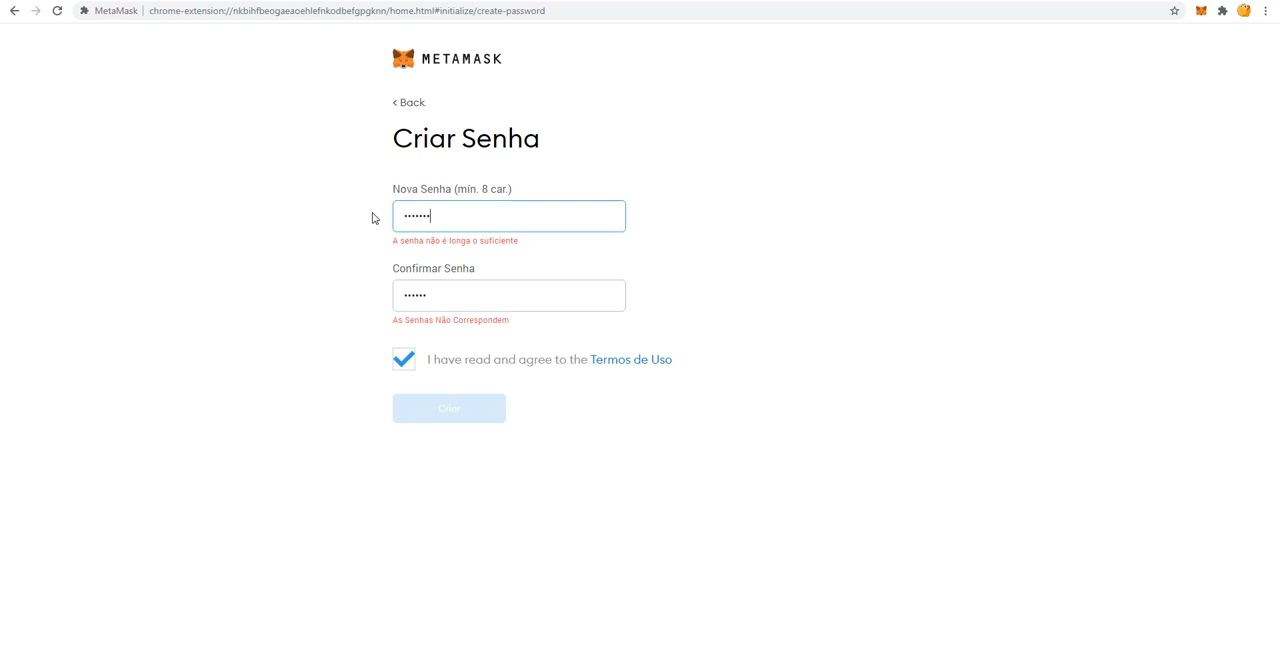 MetaMask | chrome-extension://nkbihfbeogaeaoehlefnkodbefgpgknn/home.html#initialize/create-password
METAMASK
< Back
Criar Senha
Nova Senha (mín. 8 car.)
•••••••
A senha não é longa o suficiente
Confirmar Senha
••••••
As Senhas Não Correspondem
I have read and agree to the Termos de Uso
Criar